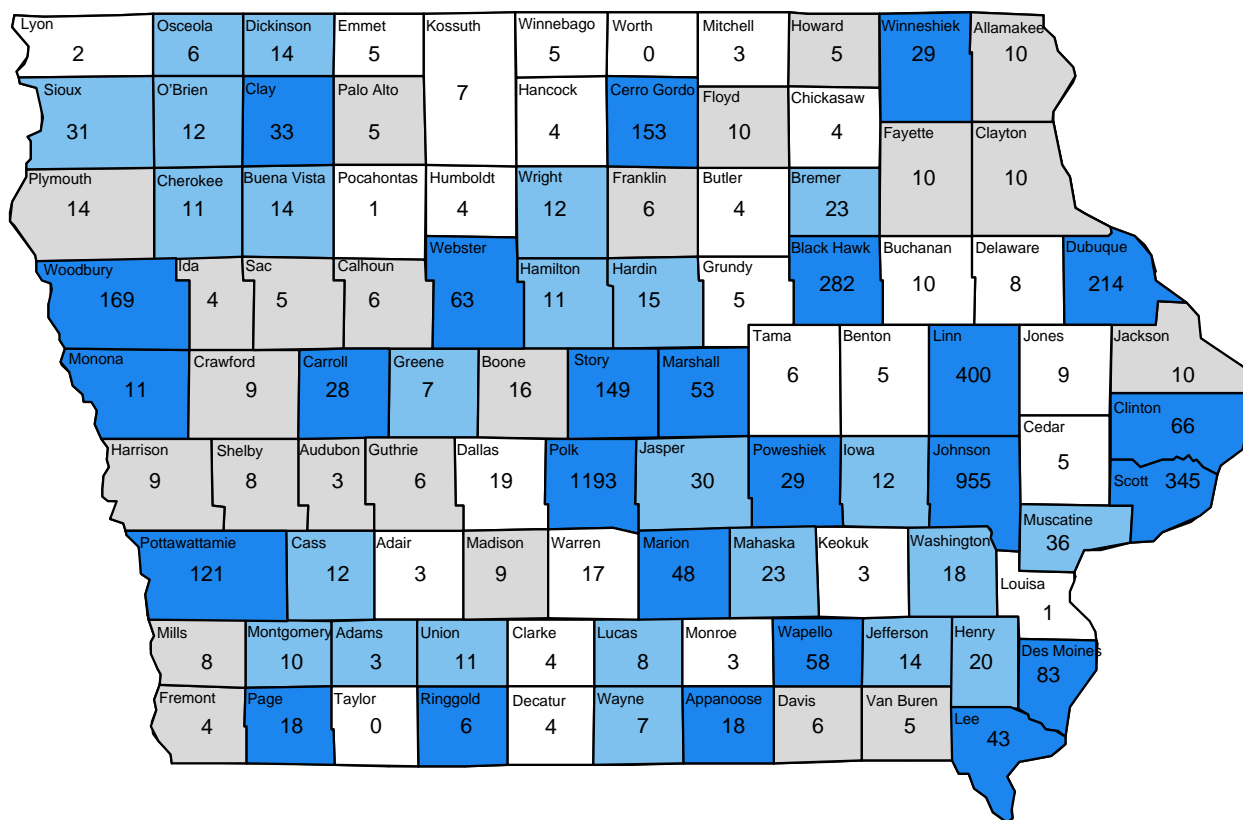 Lyon
2
Osceola
6
Dickinson
14
Emmet
5
Kossuth
7
Winnebago
5
Worth
0
Mitchell
3
Howard
5
Winneshiek
29
Allamakee
10
Sioux
31
O’Brien
12
Clay
33
Palo Alto
5
Hancock
4
Cerro Gordo
153
Floyd
10
Chickasaw
4
Fayette
10
Clayton
10
Plymouth
14
Cherokee
11
Buena Vista
14
Pocahontas
1
Humboldt
4
Wright
12
Franklin
6
Butler
4
Bremer
23
Woodbury
169
Ida
4
Sac
5
Calhoun
6
Webster
63
Hamilton
11
Hardin
15
Grundy
5
Black Hawk
282
Buchanan
10
Delaware
8
Dubuque
214
Monona
11
Crawford
9
Carroll
28
Greene
7
Boone
16
Story
149
Marshall
53
Tama
6
Benton
5
Linn
400
Jones
9
Jackson
10
Clinton
66
Harrison
9
Shelby
8
Audubon
3
Guthrie
6
Dallas
19
Polk
1193
Jasper
30
Poweshiek
29
Iowa
12
Johnson
955
Cedar
5
Scott 345
Muscatine
36
Pottawattamie
121
Cass
12
Adair
3
Madison
9
Warren
17
Marion
48
Mahaska
23
Keokuk
3
Washington
18
Louisa
1
Mills
8
Montgomery
10
Adams
3
Union
11
Clarke
4
Lucas
8
Monroe
3
Wapello
58
Jefferson
14
Henry
20
Des Moines
83
Fremont
4
Page
18
Taylor
0
Ringgold
6
Decatur
4
Wayne
7
Appanoose
18
Davis
6
Van Buren
5
Lee
43